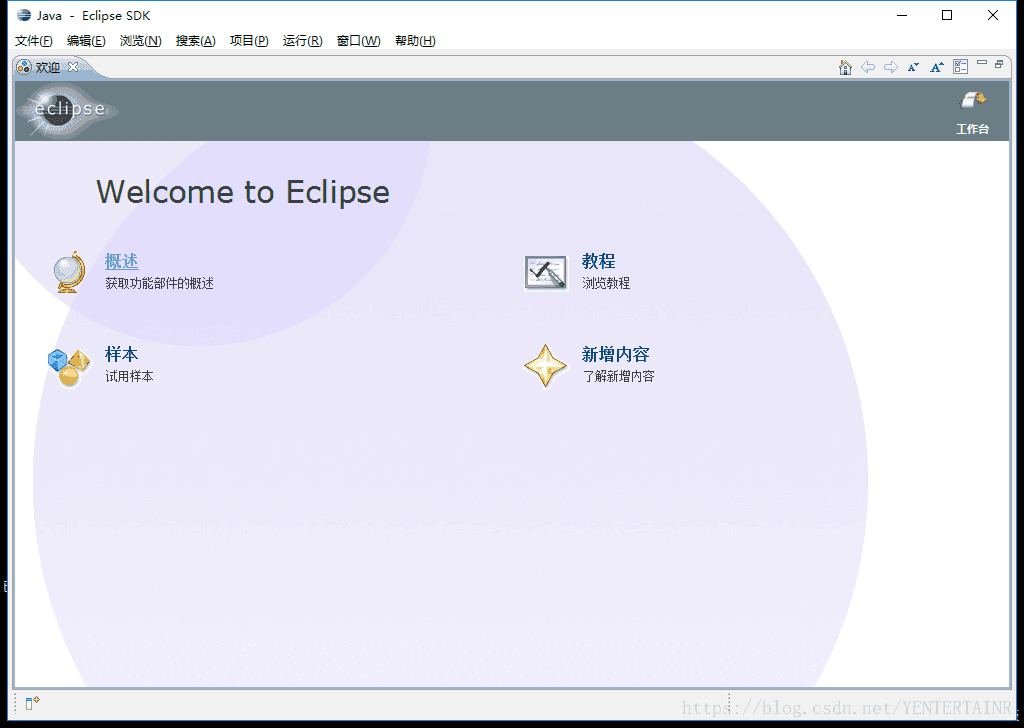 Java - Eclipse SDK
文件(F) 编辑(E) 浏览(N) 搜索(A) 项目(P) 运行(R) 窗口(W) 帮助(H)
欢迎
eclipse
工作台
Welcome to Eclipse
概述
获取功能部件的概述
教程
浏览教程
样本
试用样本
新增内容
了解新增内容
https://blog.csdn.net/YENTERTAINR